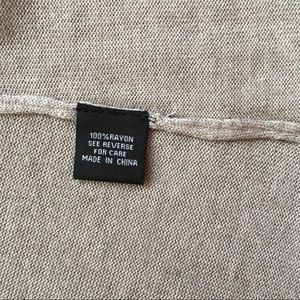 100%RAYON
SEE REVERSE
FOR CARE
MADE IN CHINA